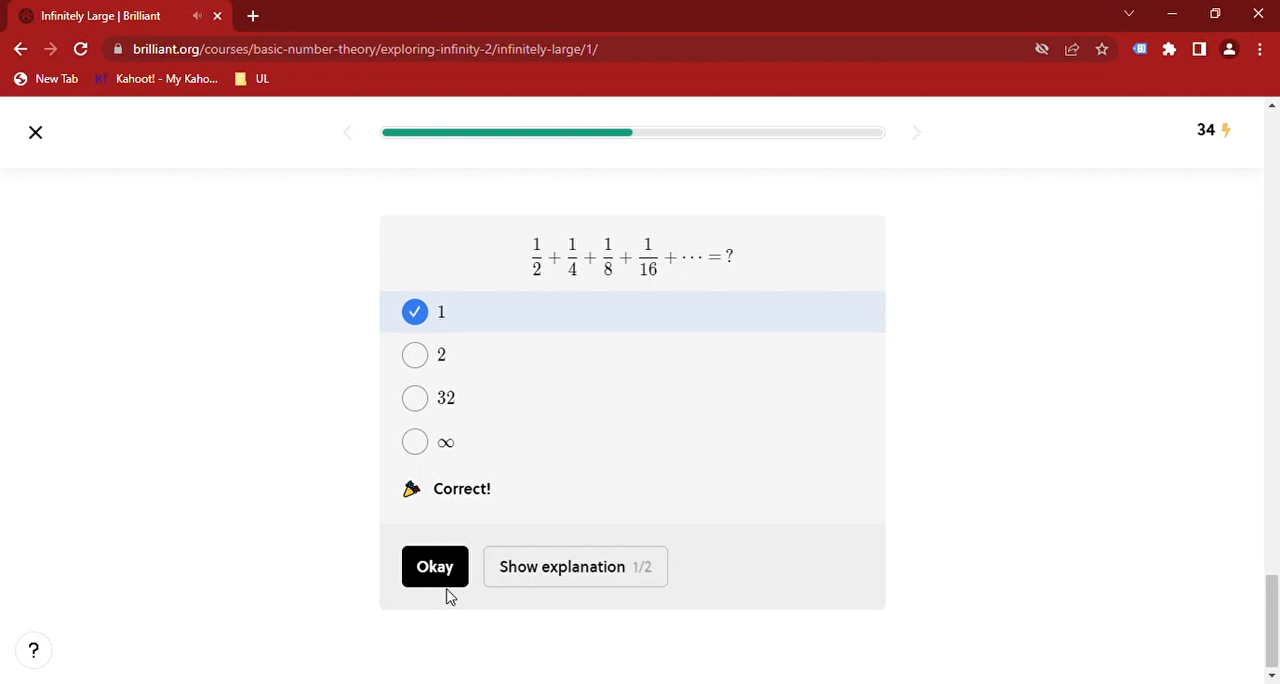 Infinitely Large | Brilliant
brilliant.org/courses/basic-number-theory/exploring-infinity-2/infinitely-large/1/
New Tab K! Kahoot! - My Kaho... UL
34
1/2 + 1/4 + 1/8 + 1/16 + ⋯ = ?
1
2
32
∞
Correct!
Okay Show explanation 1/2
?